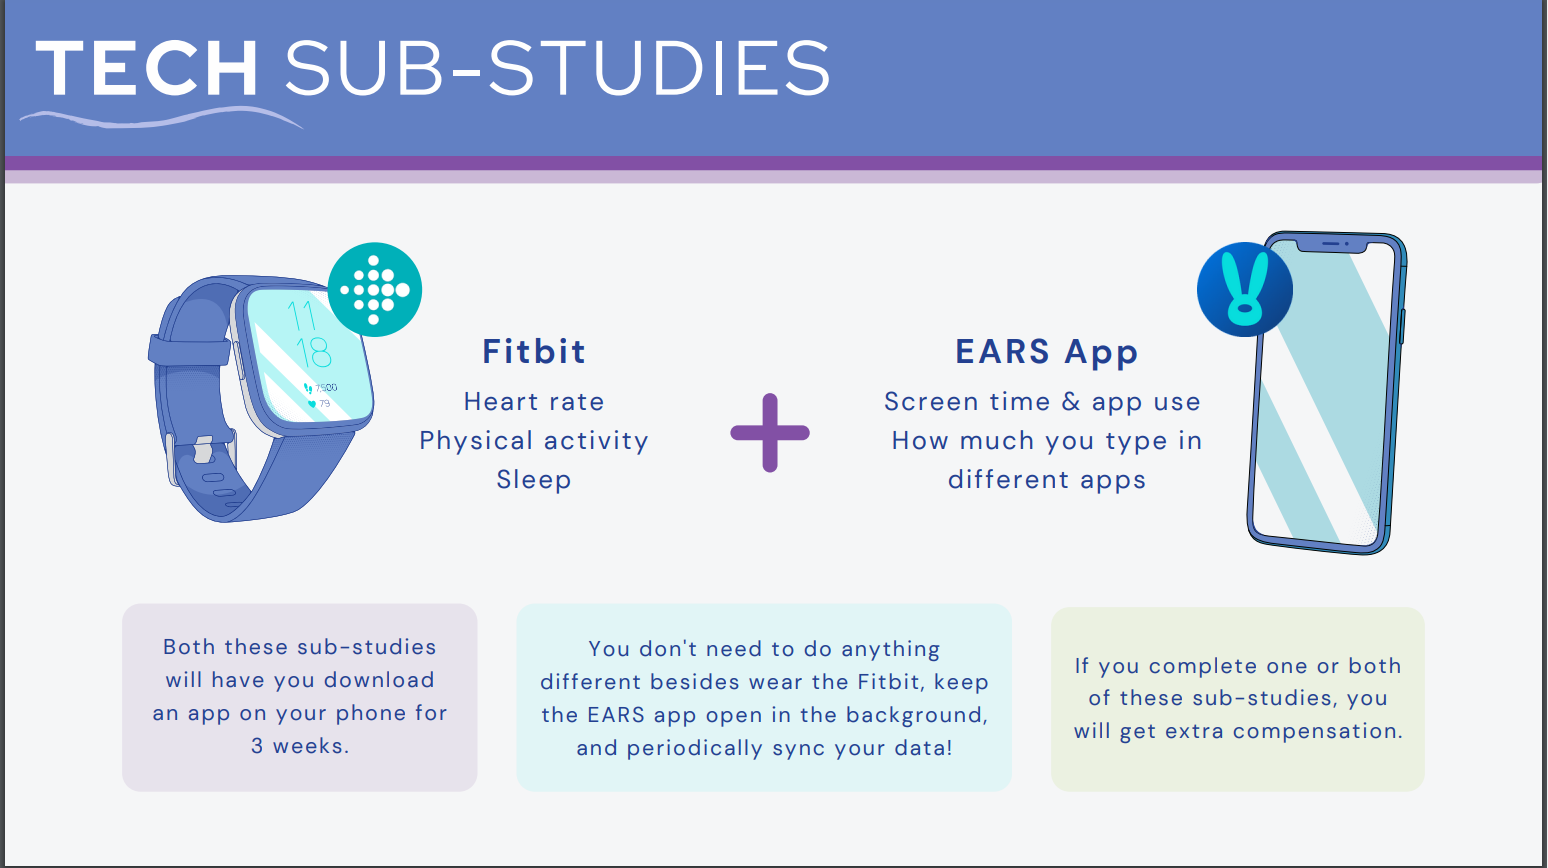 TECH SUB-STUDIES
11
18
7,500
79
Fitbit
Heart rate
Physical activity
Sleep
EARS App
Screen time & app use
How much you type in
different apps
Both these sub-studies
will have you download
an app on your phone for
3 weeks.
You don't need to do anything
different besides wear the Fitbit, keep
the EARS app open in the background,
and periodically sync your data!
If you complete one or both
of these sub-studies, you
will get extra compensation.